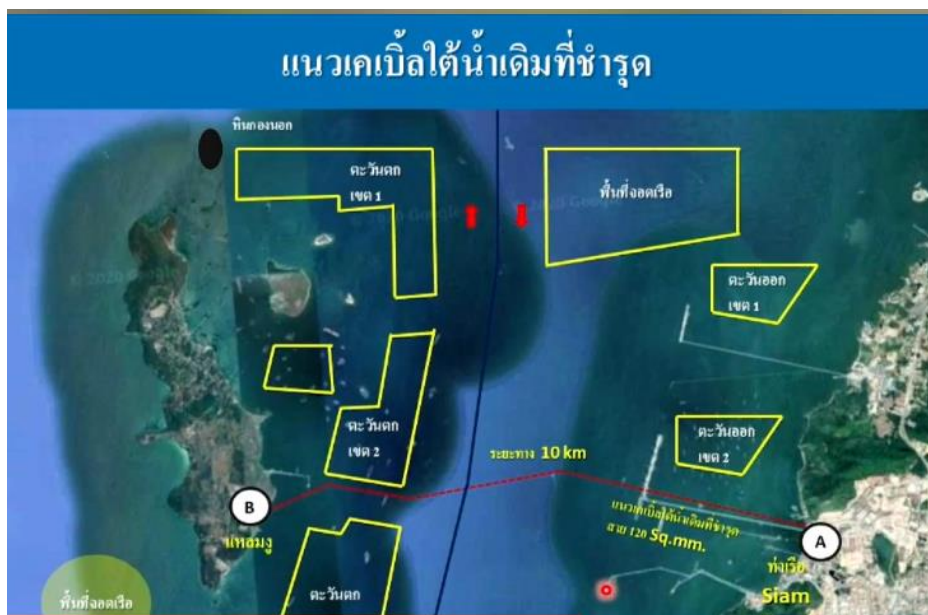 แนวเคเบิ้ลใต้น้ำเดิมที่ชำรุด
หินกองนอก
ตะวันตก
เขต 1
พื้นที่จอดเรือ
© 2020 Google
© 2020 Google
© 2020 Google
ตะวันออก
เขต 1
ตะวันตก
เขต 2
ตะวันออก
เขต 2
ระยะทาง 10 km
แนวเคเบิ้ลใต้น้ำเดิมที่ชำรุด
สาย 120 Sq.mm.
B
แหลมงู
A
ท่าเรือ
Siam
ตะวันตก
พื้นที่จอดเรือ